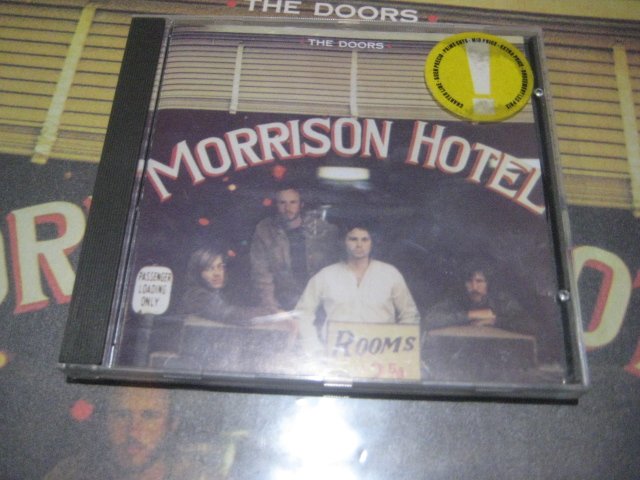 THE DOORS
THE DOORS
MORRISON HOTEL
PASSENGER
LOADING
ONLY
ROOMS